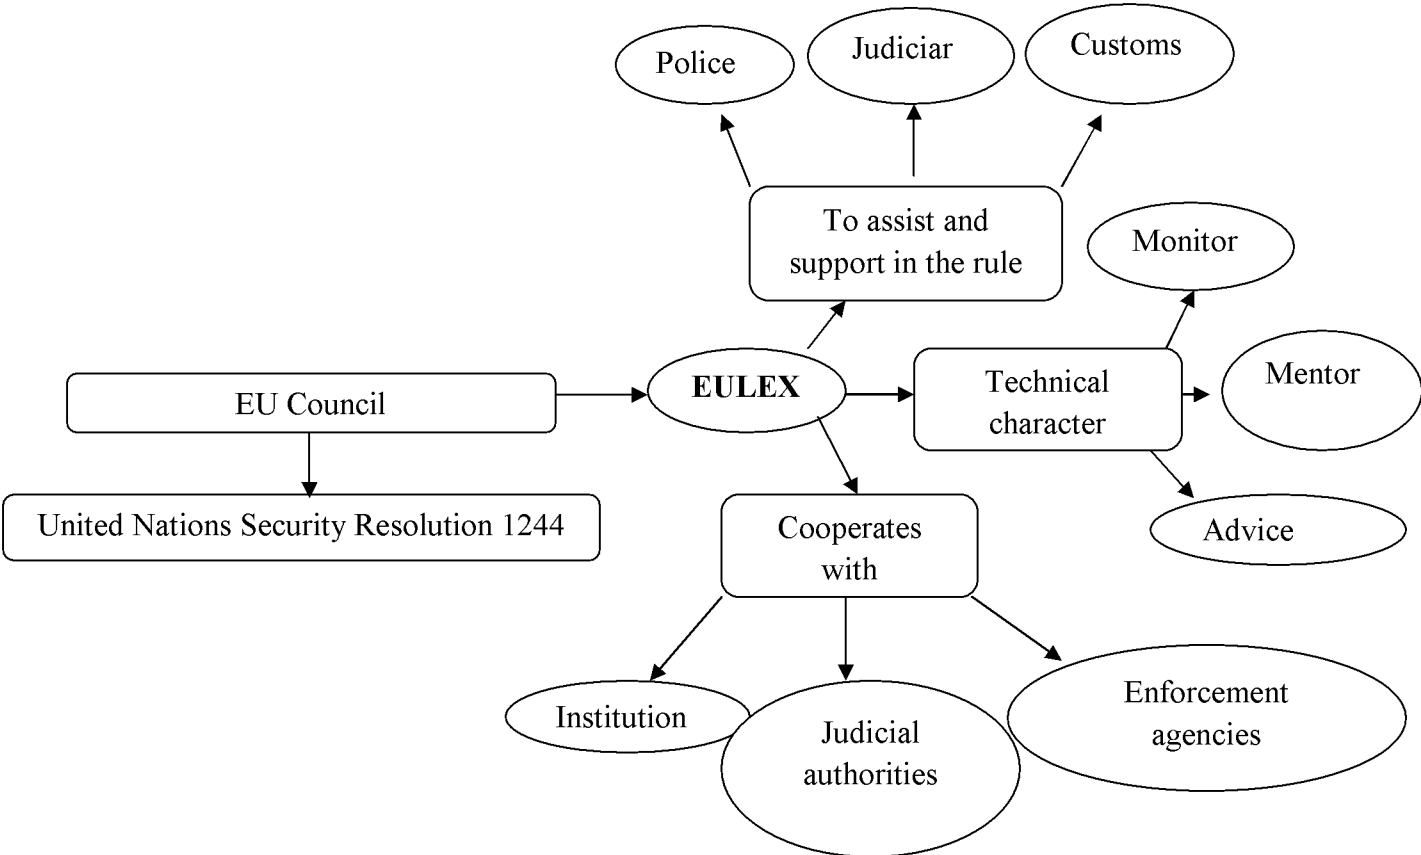 Police
Judiciar
Customs
To assist and
support in the rule
Monitor
EULEX
Technical
character
Mentor
EU Council
United Nations Security Resolution 1244
Cooperates
with
Advice
Institution
Judicial
authorities
Enforcement
agencies